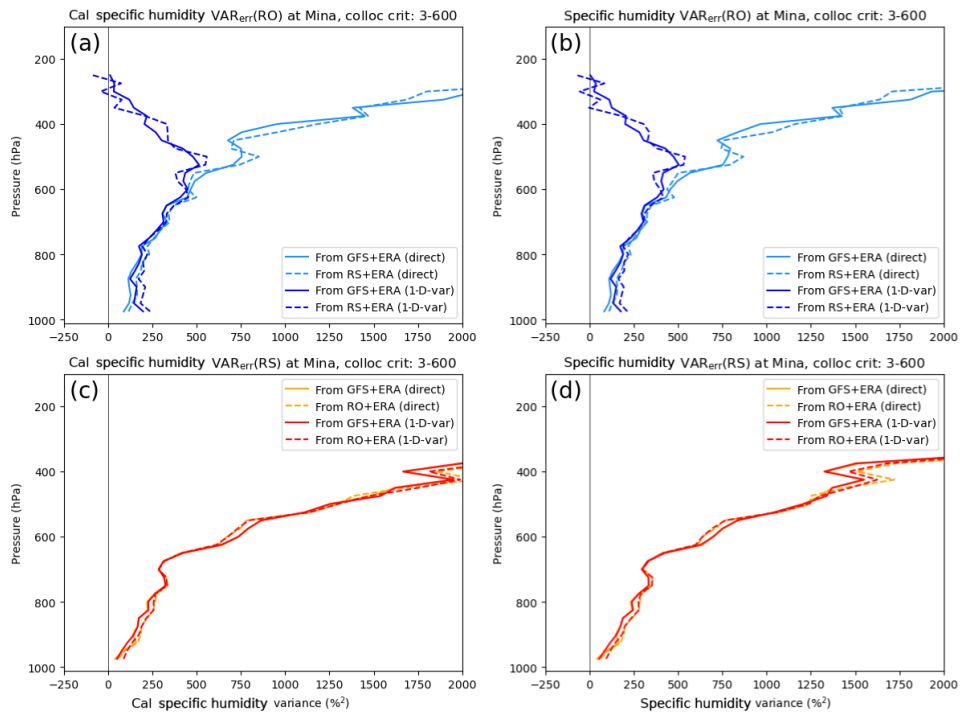 Cal specific humidity VARerr(RO) at Mina, colloc crit: 3-600
(a)
200
400
600
800
1000
Pressure (hPa)
From GFS+ERA (direct)
From RS+ERA (direct)
From GFS+ERA (1-D-var)
From RS+ERA (1-D-var)
−250 0 250 500 750 1000 1250 1500 1750 2000
Specific humidity VARerr(RO) at Mina, colloc crit: 3-600
(b)
200
400
600
800
1000
Pressure (hPa)
From GFS+ERA (direct)
From RS+ERA (direct)
From GFS+ERA (1-D-var)
From RS+ERA (1-D-var)
−250 0 250 500 750 1000 1250 1500 1750 2000
Cal specific humidity VARerr(RS) at Mina, colloc crit: 3-600
(c)
From GFS+ERA (direct)
From RO+ERA (direct)
From GFS+ERA (1-D-var)
From RO+ERA (1-D-var)
200
400
600
800
1000
Pressure (hPa)
−250 0 250 500 750 1000 1250 1500 1750 2000
Cal specific humidity variance (%²)
Specific humidity VARerr(RS) at Mina, colloc crit: 3-600
(d)
From GFS+ERA (direct)
From RO+ERA (direct)
From GFS+ERA (1-D-var)
From RO+ERA (1-D-var)
200
400
600
800
1000
Pressure (hPa)
−250 0 250 500 750 1000 1250 1500 1750 2000
Specific humidity variance (%²)